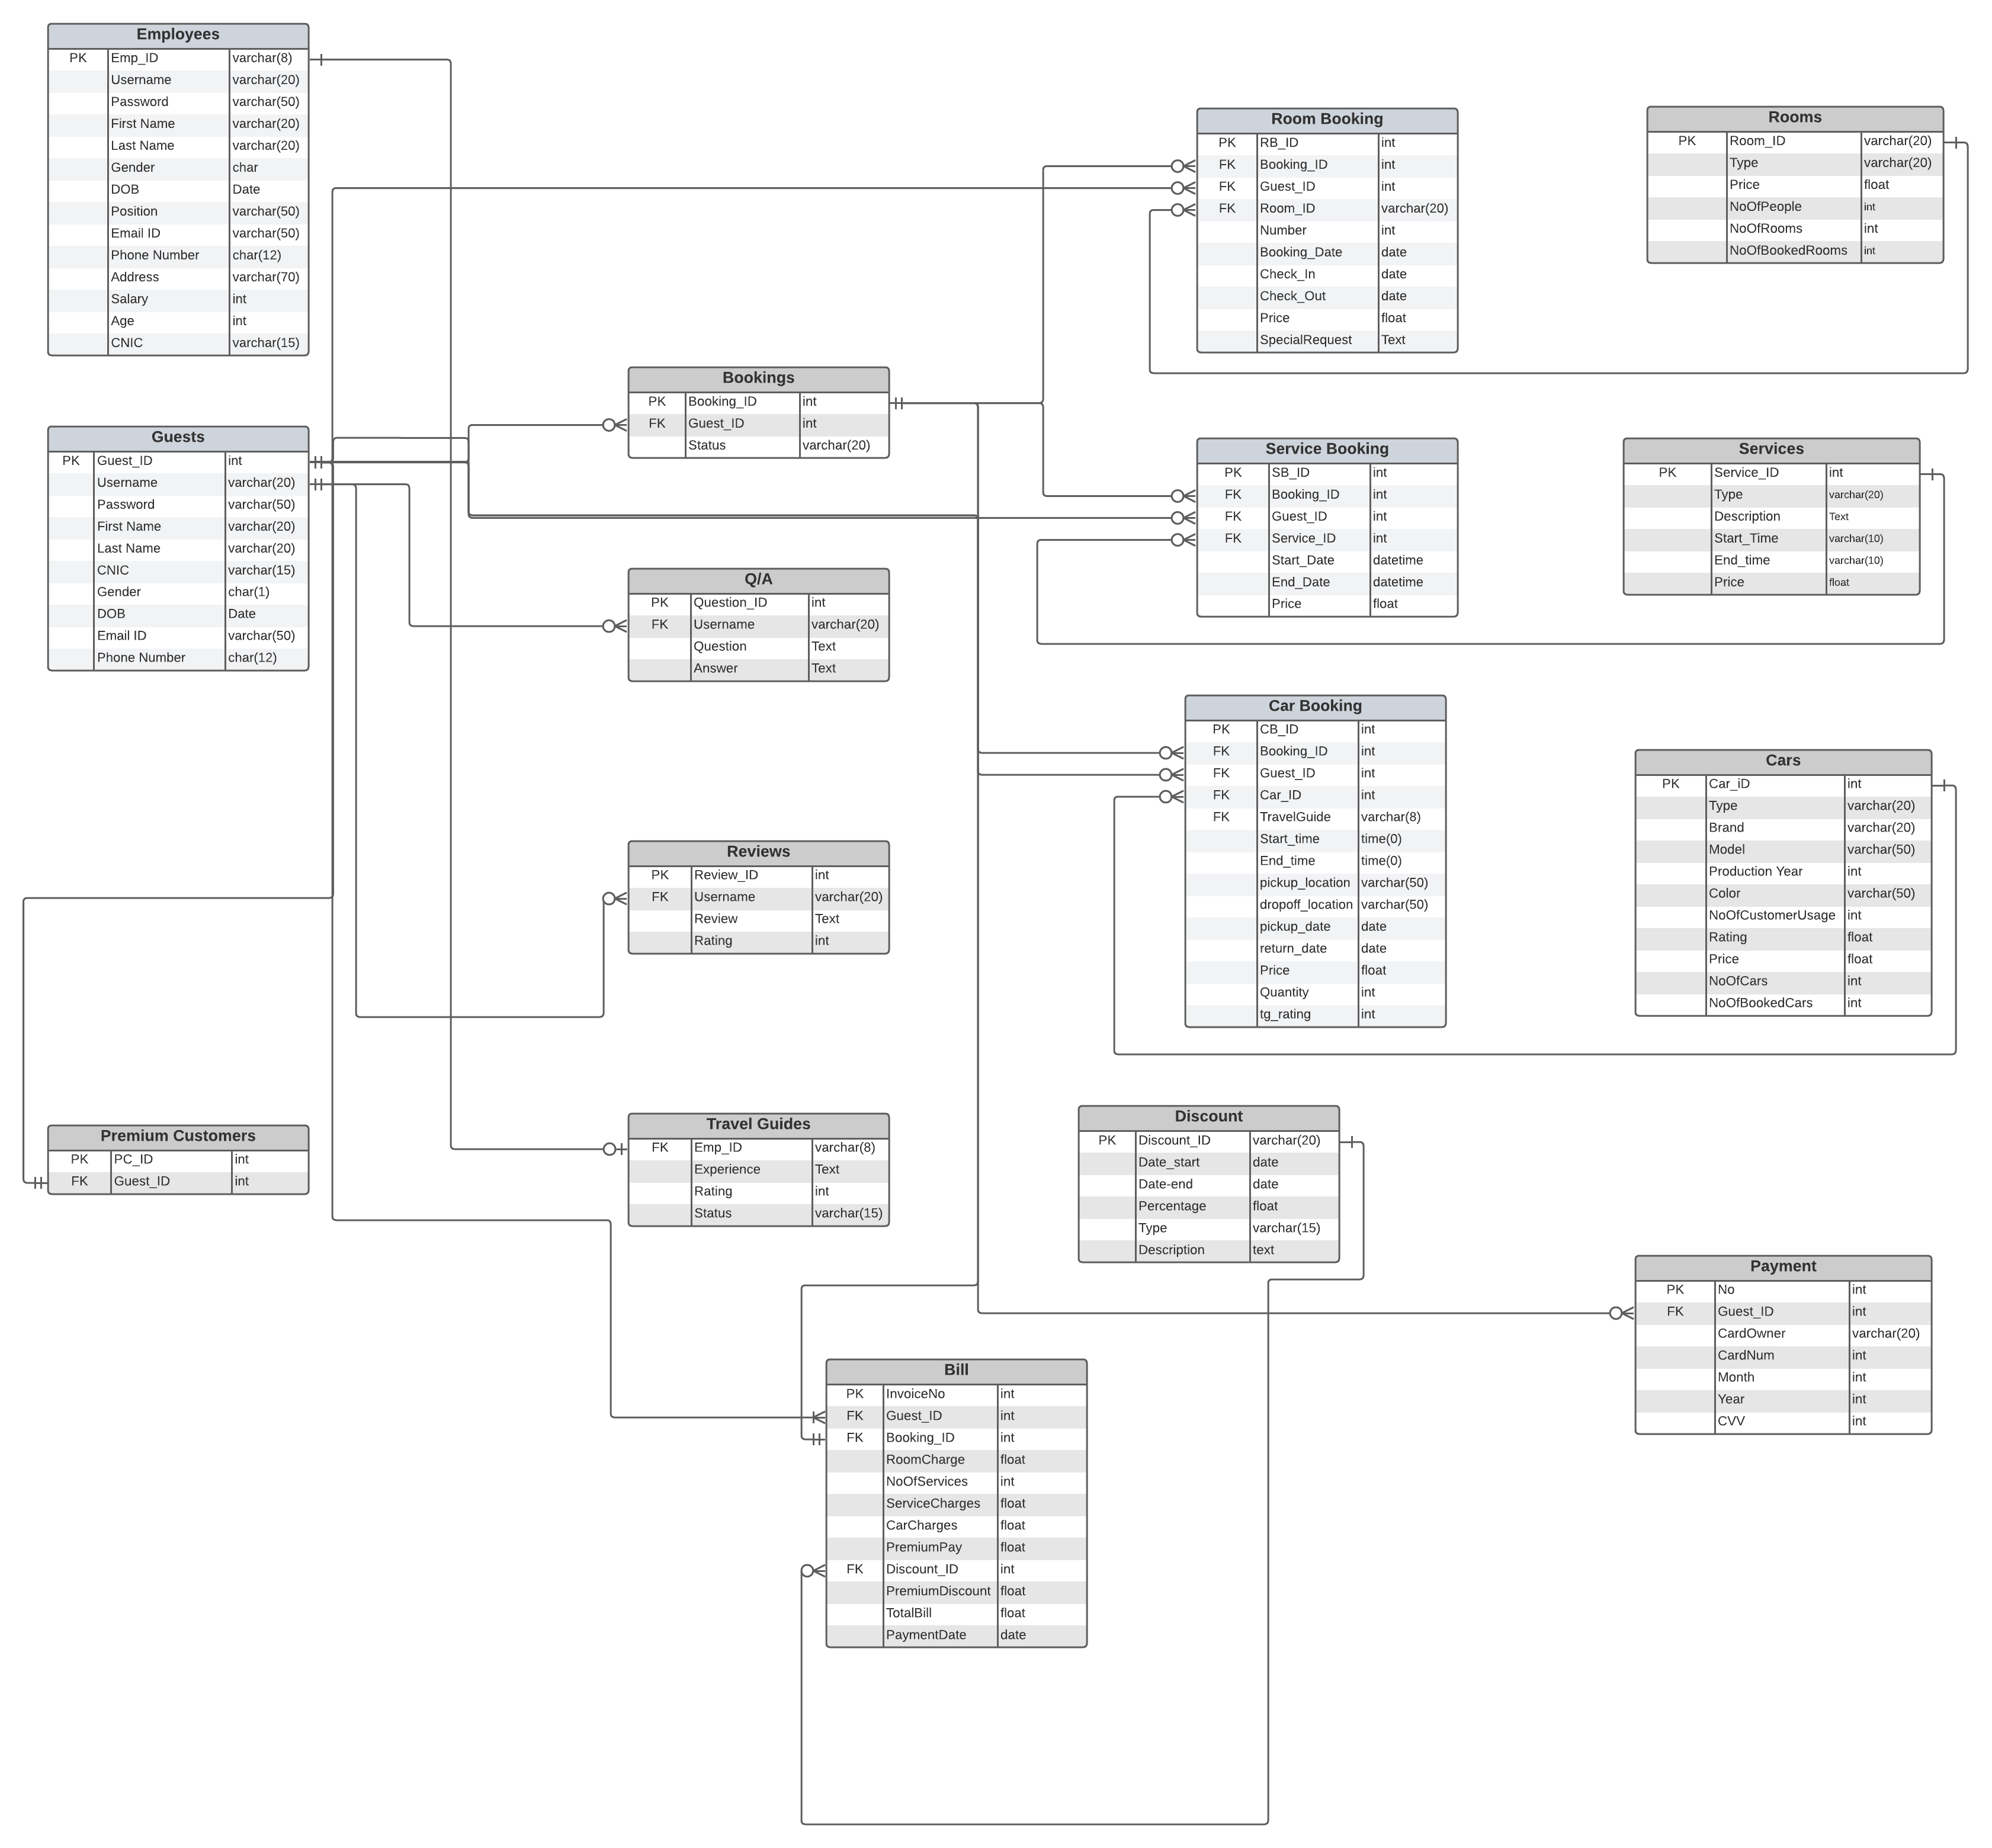 Employees
PK Emp_ID varchar(8)
Username varchar(20)
Password varchar(50)
First Name varchar(20)
Last Name varchar(20)
Gender char
DOB Date
Position varchar(50)
Email ID varchar(50)
Phone Number char(12)
Address varchar(70)
Salary int
Age int
CNIC varchar(15)
Guests
PK Guest_ID int
Username varchar(20)
Password varchar(50)
First Name varchar(20)
Last Name varchar(20)
CNIC varchar(15)
Gender char(1)
DOB Date
Email ID varchar(50)
Phone Number char(12)
Premium Customers
PK PC_ID int
FK Guest_ID int
Bookings
PK Booking_ID int
FK Guest_ID int
Status varchar(20)
Q/A
PK Question_ID int
FK Username varchar(20)
Question Text
Answer Text
Reviews
PK Review_ID int
FK Username varchar(20)
Review Text
Rating int
Travel Guides
FK Emp_ID varchar(8)
Experience Text
Rating int
Status varchar(15)
Bill
PK InvoiceNo int
FK Guest_ID int
FK Booking_ID int
RoomCharge float
NoOfServices int
ServiceCharges float
CarCharges float
PremiumPay float
FK Discount_ID int
PremiumDiscount float
TotalBill float
PaymentDate date
Room Booking
PK RB_ID int
FK Booking_ID int
FK Guest_ID int
FK Room_ID varchar(20)
Number int
Booking_Date date
Check_In date
Check_Out date
Price float
SpecialRequest Text
Service Booking
PK SB_ID int
FK Booking_ID int
FK Guest_ID int
FK Service_ID int
Start_Date datetime
End_Date datetime
Price float
Car Booking
PK CB_ID int
FK Booking_ID int
FK Guest_ID int
FK Car_ID int
FK TravelGuide varchar(8)
Start_time time(0)
End_time time(0)
pickup_location varchar(50)
dropoff_location varchar(50)
pickup_date date
return_date date
Price float
Quantity int
tg_rating int
Discount
PK Discount_ID varchar(20)
Date_start date
Date-end date
Percentage float
Type varchar(15)
Description text
Rooms
PK Room_ID varchar(20)
Type varchar(20)
Price float
NoOfPeople int
NoOfRooms int
NoOfBookedRooms int
Services
PK Service_ID int
Type varchar(20)
Description Text
Start_Time varchar(10)
End_time varchar(10)
Price float
Cars
PK Car_iD int
Type varchar(20)
Brand varchar(20)
Model varchar(50)
Production Year int
Color varchar(50)
NoOfCustomerUsage int
Rating float
Price float
NoOfCars int
NoOfBookedCars int
Payment
PK No int
FK Guest_ID int
CardOwner varchar(20)
CardNum int
Month int
Year int
CVV int